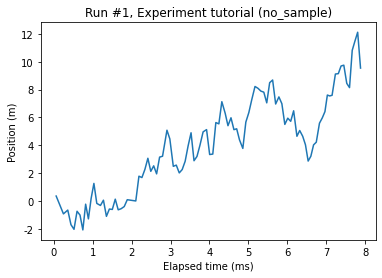 Run #1, Experiment tutorial (no_sample)
Position (m)
12
10
8
6
4
2
0
-2
0 1 2 3 4 5 6 7 8
Elapsed time (ms)